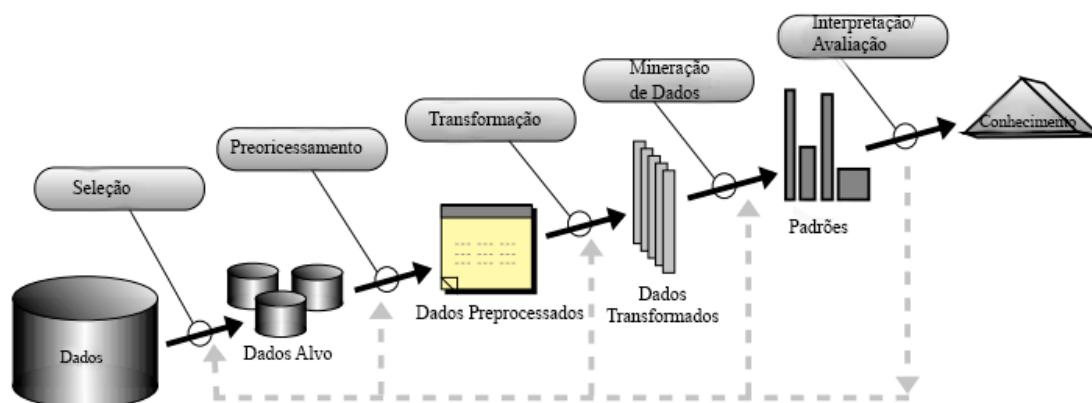 Interpretação/
Avaliação
Mineração
de Dados
Transformação
Preoricessamento
Seleção
Conhecimento
Padrões
Dados
Transformados
Dados Preprocessados
Dados Alvo
Dados